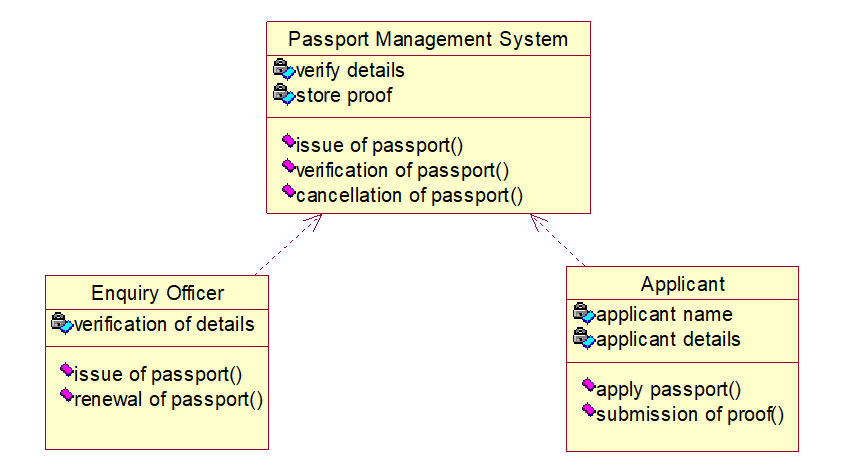 Passport Management System
verify details
store proof
issue of passport()
verification of passport()
cancellation of passport()
Enquiry Officer
verification of details
issue of passport()
renewal of passport()
Applicant
applicant name
applicant details
apply passport()
submission of proof()